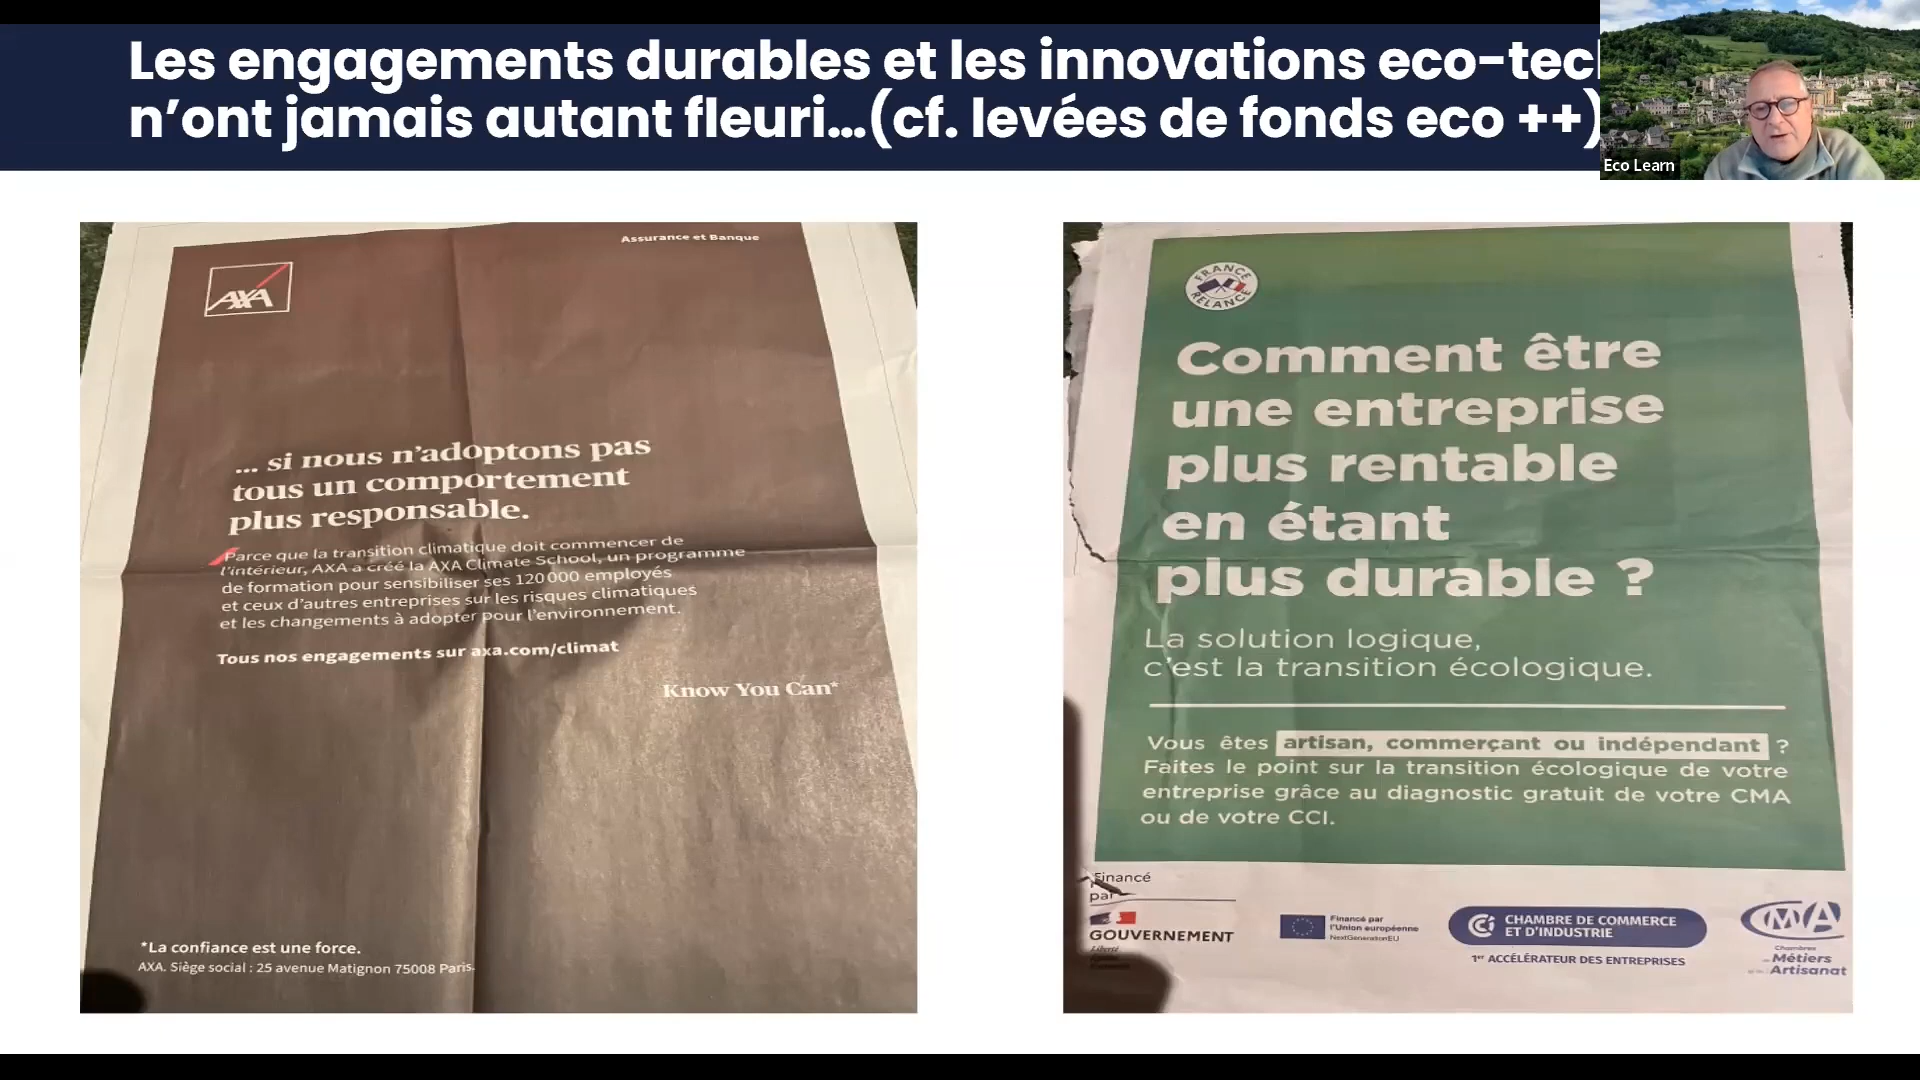 Les engagements durables et les innovations eco-tec
n’ont jamais autant fleuri...(cf. levées de fonds eco ++)
Eco Learn
Assurance et Banque
AXA
... si nous n’adoptons pas
tous un comportement
plus responsable.
Parce que la transition climatique doit commencer de
l’intérieur, AXA a créé la AXA Climate School, un programme
de formation pour sensibiliser ses 120 000 employés
et ceux d’autres entreprises sur les risques climatiques
et les changements à adopter pour l’environnement.
Tous nos engagements sur axa.com/climat
Know You Can*
*La confiance est une force.
AXA. Siège social : 25 avenue Matignon 75008 Paris.
FRANCE
RELANCE
Comment être
une entreprise
plus rentable
en étant
plus durable ?
La solution logique,
c’est la transition écologique.
Vous êtes artisan, commerçant ou indépendant ?
Faites le point sur la transition écologique de votre
entreprise grâce au diagnostic gratuit de votre CMA
ou de votre CCI.
Financé
par
GOUVERNEMENT
Liberté
Financé par
l’Union européenne
NextGenerationEU
CCI
CHAMBRE DE COMMERCE
ET D’INDUSTRIE
1er ACCÉLÉRATEUR DES ENTREPRISES
CMA
Chambres
Métiers
Artisanat